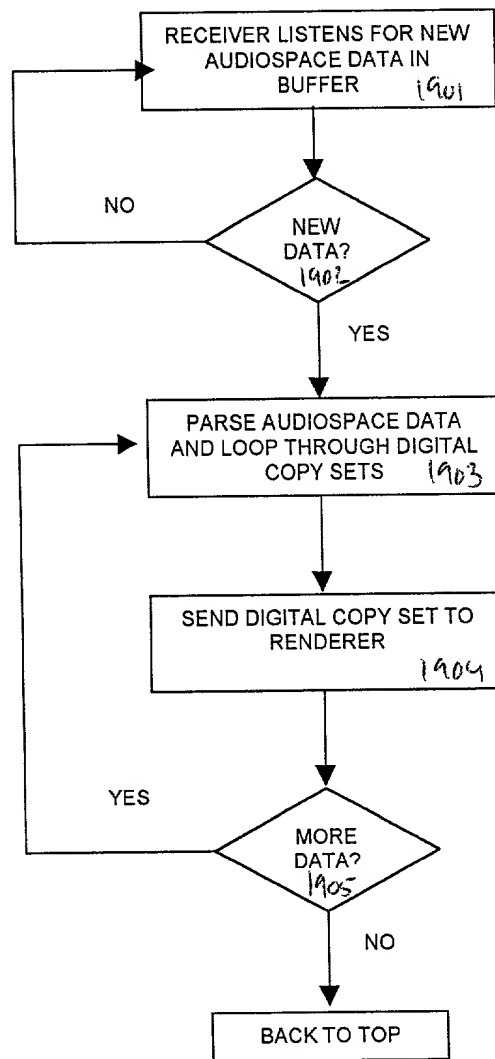 RECEIVER LISTENS FOR NEW
AUDIOSPACE DATA IN
BUFFER 1901
NO
NEW
DATA?
1902
YES
PARSE AUDIOSPACE DATA
AND LOOP THROUGH DIGITAL
COPY SETS 1903
SEND DIGITAL COPY SET TO
RENDERER
1904
YES
MORE
DATA?
1905
NO
BACK TO TOP